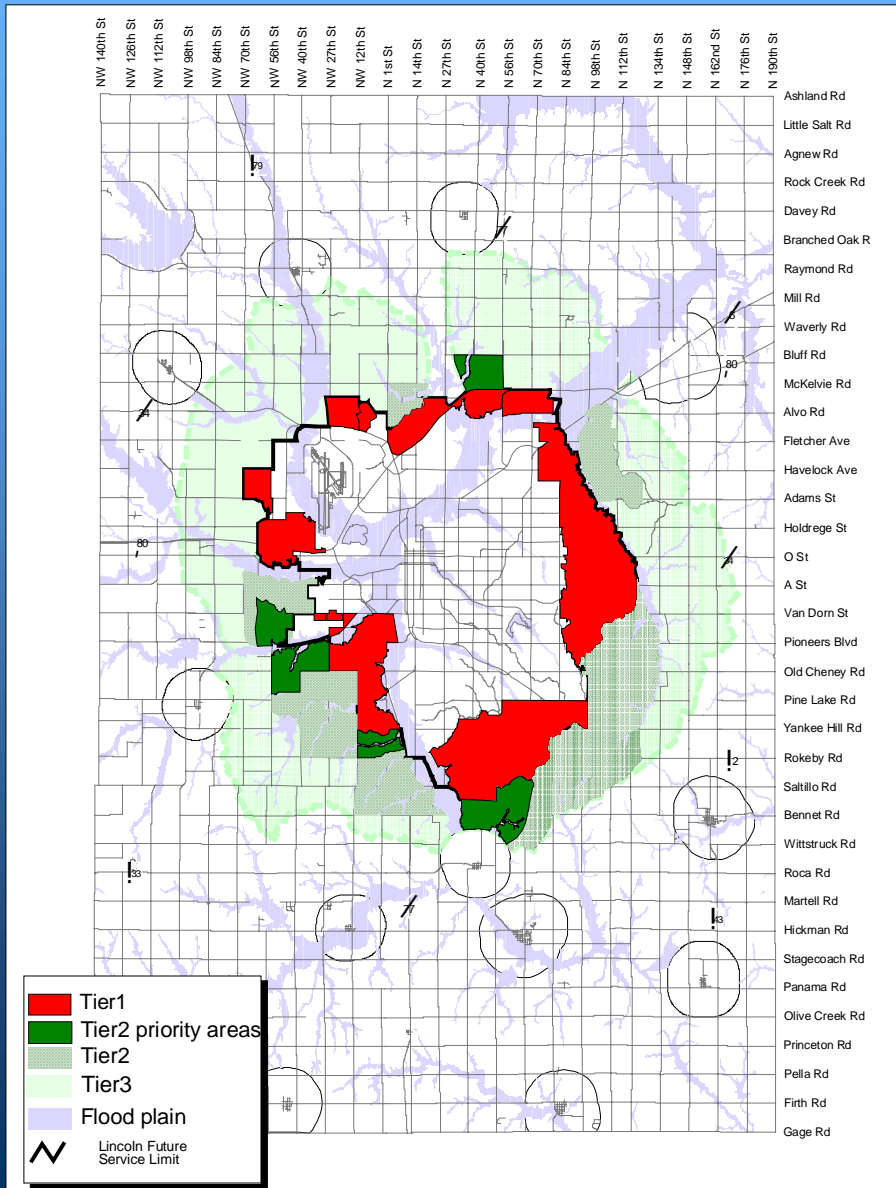 NW 140th St
NW 126th St
NW 112th St
NW 98th St
NW 84th St
NW 70th St
NW 56th St
NW 40th St
NW 27th St
NW 12th St
N 1st St
N 14th St
N 27th St
N 40th St
N 56th St
N 70th St
N 84th St
N 98th St
N 112th St
N 134th St
N 148th St
N 162nd St
N 176th St
N 190th St
Ashland Rd
Little Salt Rd
Agnew Rd
79
Rock Creek Rd
Davey Rd
77
Branched Oak R
Raymond Rd
Mill Rd
6
Waverly Rd
Bluff Rd
80
McKelvie Rd
34
Alvo Rd
Fletcher Ave
Havelock Ave
Adams St
Holdrege St
80
O St
34
A St
Van Dorn St
Pioneers Blvd
Old Cheney Rd
Pine Lake Rd
Yankee Hill Rd
Rokeby Rd
2
Saltillo Rd
Bennet Rd
Wittstruck Rd
Roca Rd
33
Martell Rd
77
43
Hickman Rd
Stagecoach Rd
Panama Rd
Olive Creek Rd
Princeton Rd
Pella Rd
Firth Rd
Gage Rd
Tier1
Tier2 priority areas
Tier2
Tier3
Flood plain
Lincoln Future
Service Limit